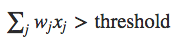 ∑ⱼ wⱼxⱼ > threshold